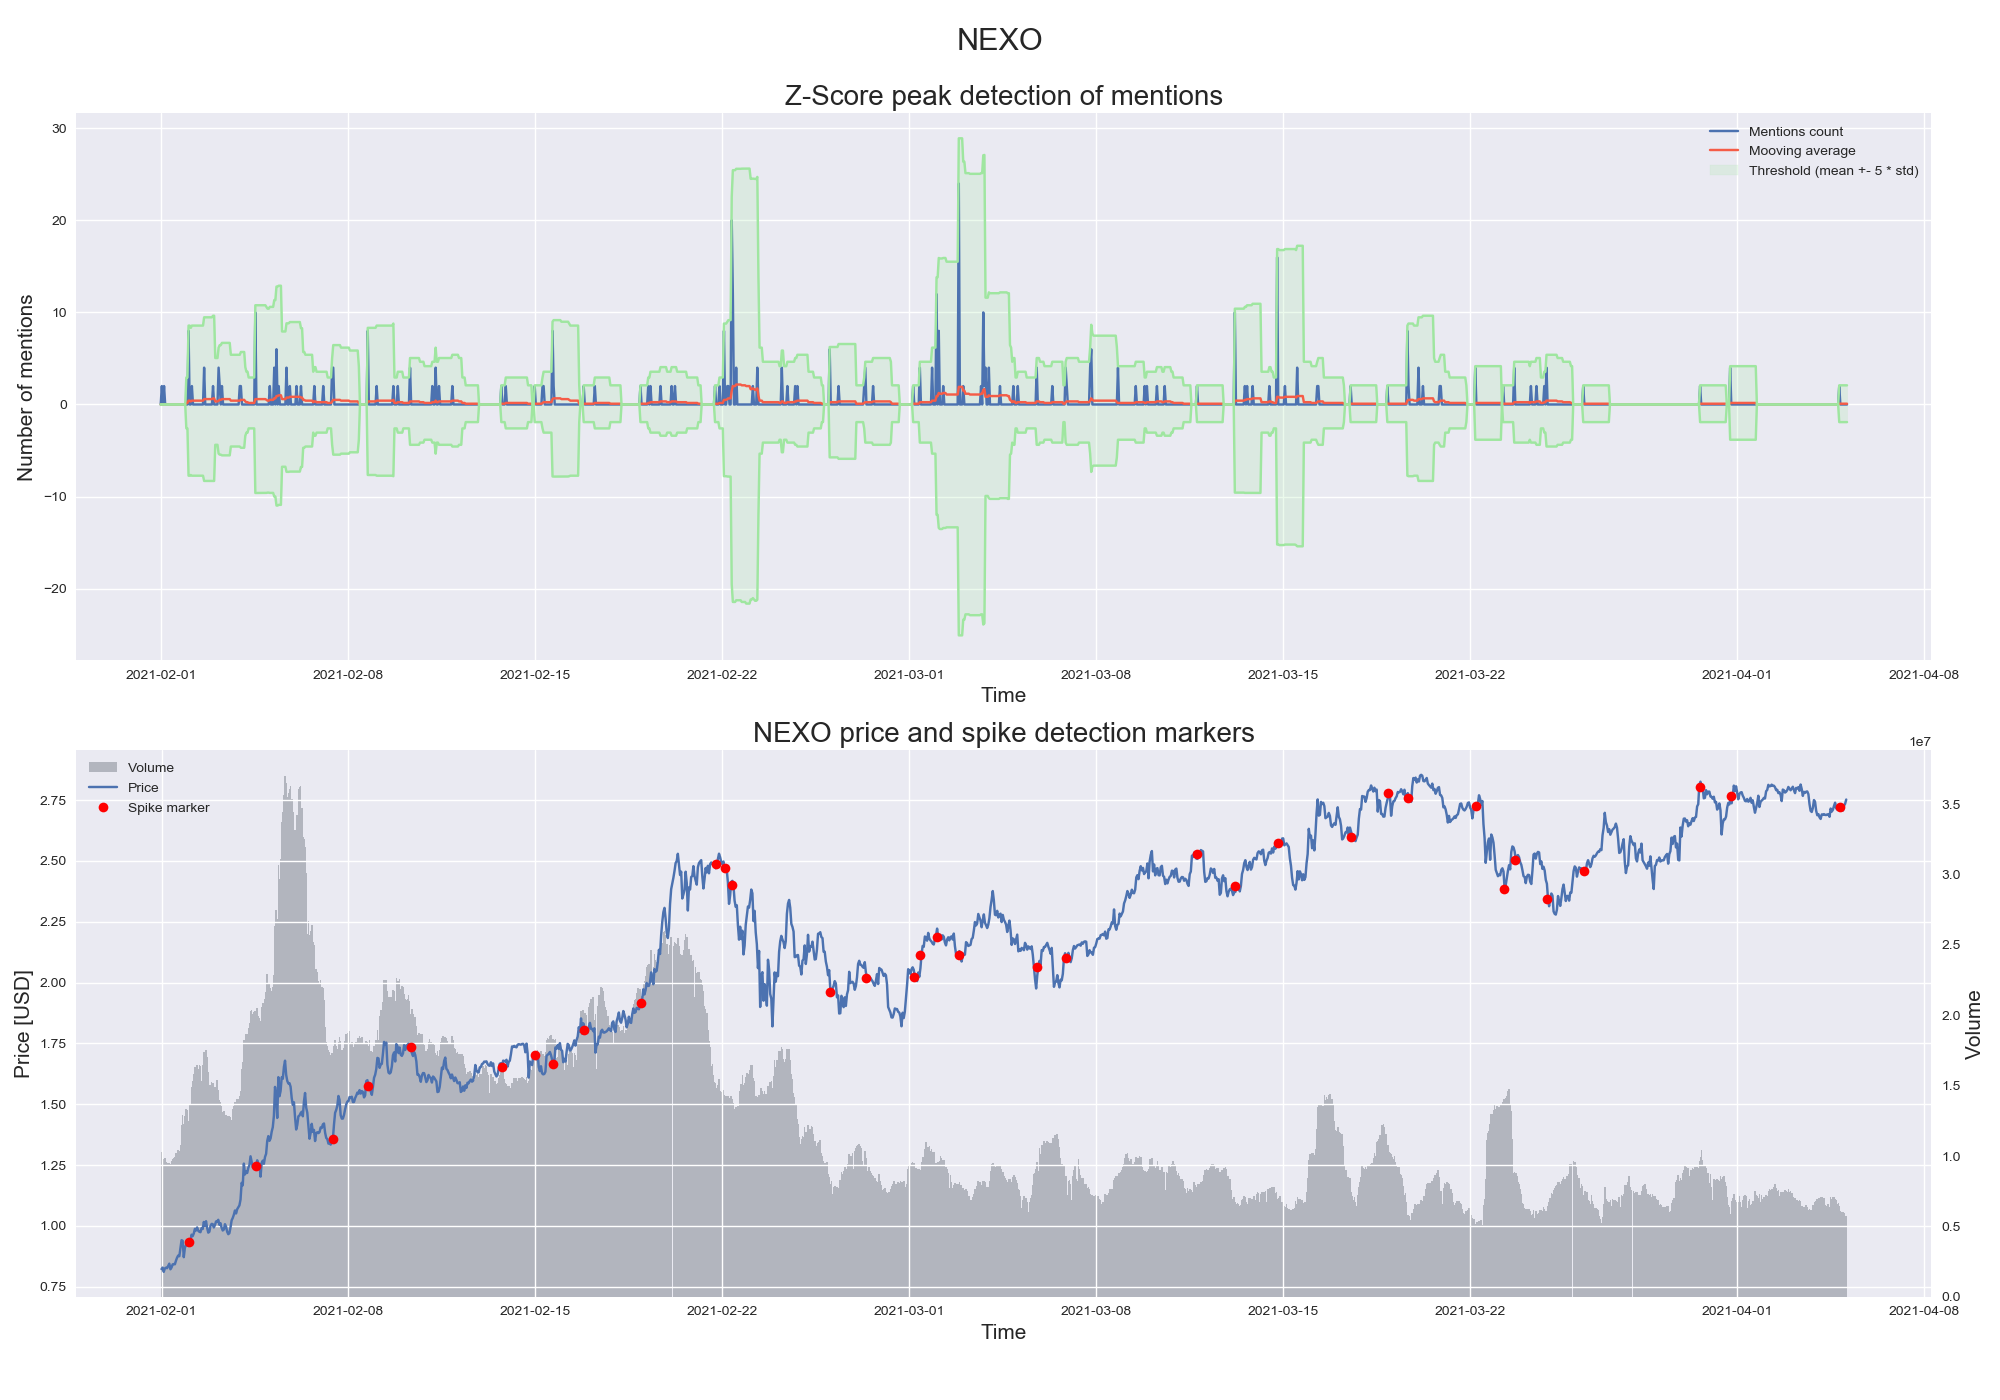 NEXO
Z-Score peak detection of mentions
30
20
10
0
−10
−20
Number of mentions
Mentions count
Mooving average
Threshold (mean +- 5 * std)
2021-02-01 2021-02-08 2021-02-15 2021-02-22 2021-03-01 2021-03-08 2021-03-15 2021-03-22 2021-04-01 2021-04-08
Time
NEXO price and spike detection markers
1e7
Volume
Price
Spike marker
2.75
2.50
2.25
2.00
1.75
1.50
1.25
1.00
0.75
Price [USD]
3.5
3.0
2.5
2.0
1.5
1.0
0.5
0.0
Volume
2021-02-01 2021-02-08 2021-02-15 2021-02-22 2021-03-01 2021-03-08 2021-03-15 2021-03-22 2021-04-01 2021-04-08
Time